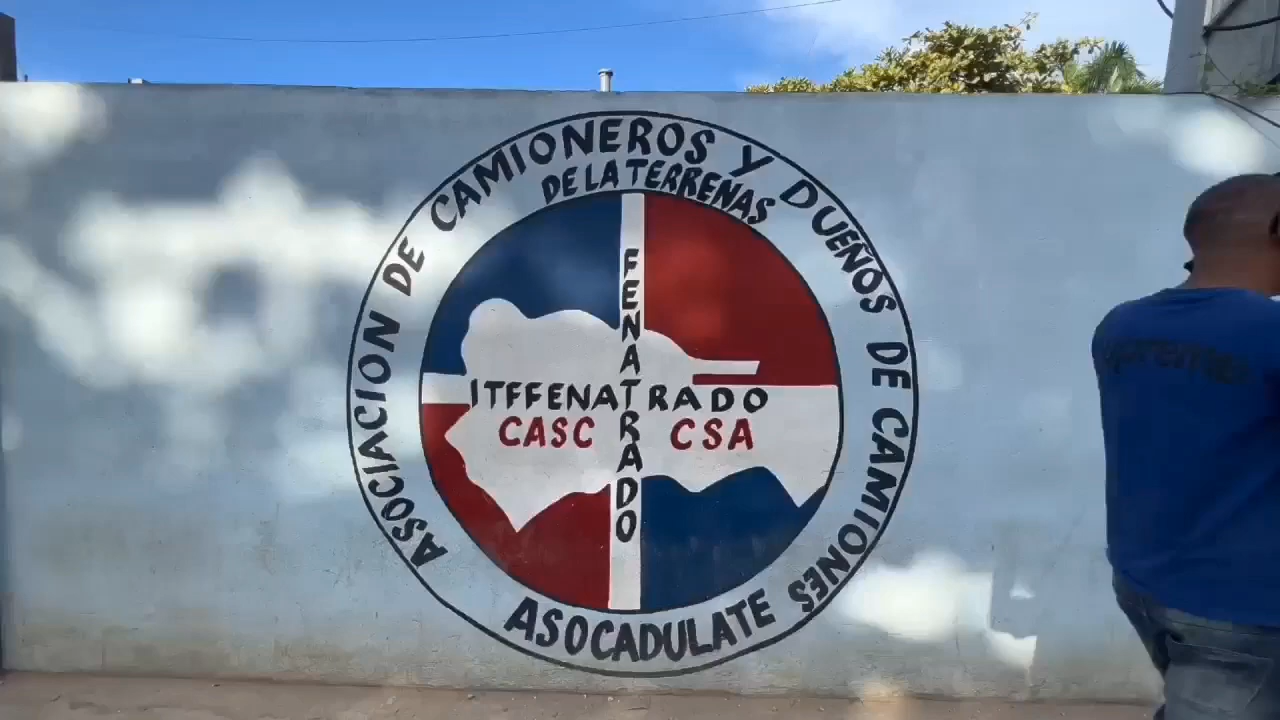 ASOCIACION DE CAMIONEROS Y DUEÑOS DE CAMIONES
DE LA TERRENAS
FENATRADO
ITFFENATRADO
CASC CSA
ASOCADULATE